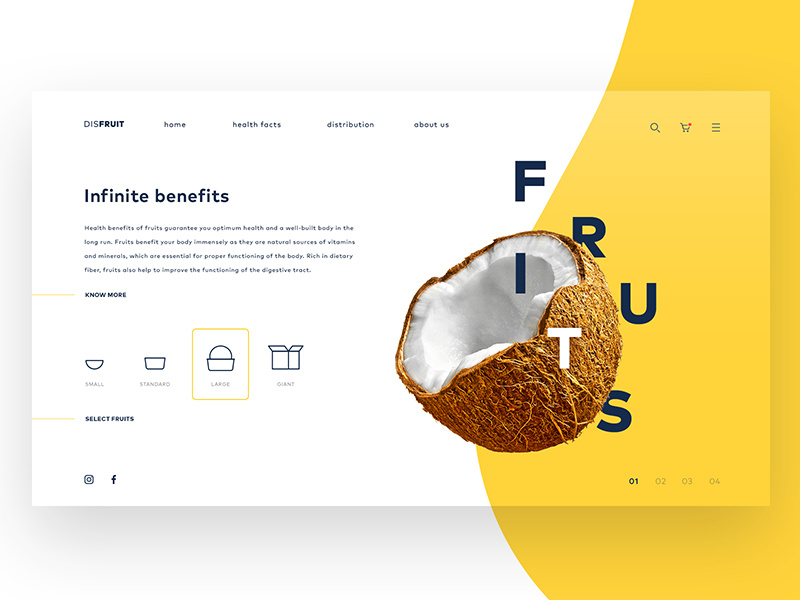 DISFRUIT
home
health facts
distribution
about us
Infinite benefits
Health benefits of fruits guarantee you optimum health and a well-built body in the
long run. Fruits benefit your body immensely as they are natural sources of vitamins
and minerals, which are essential for proper functioning of the body. Rich in dietary
fiber, fruits also help to improve the functioning of the digestive tract.
KNOW MORE
SMALL
STANDARD
LARGE
GIANT
SELECT FRUITS
F
R
I
U
T
S
01
02
03
04